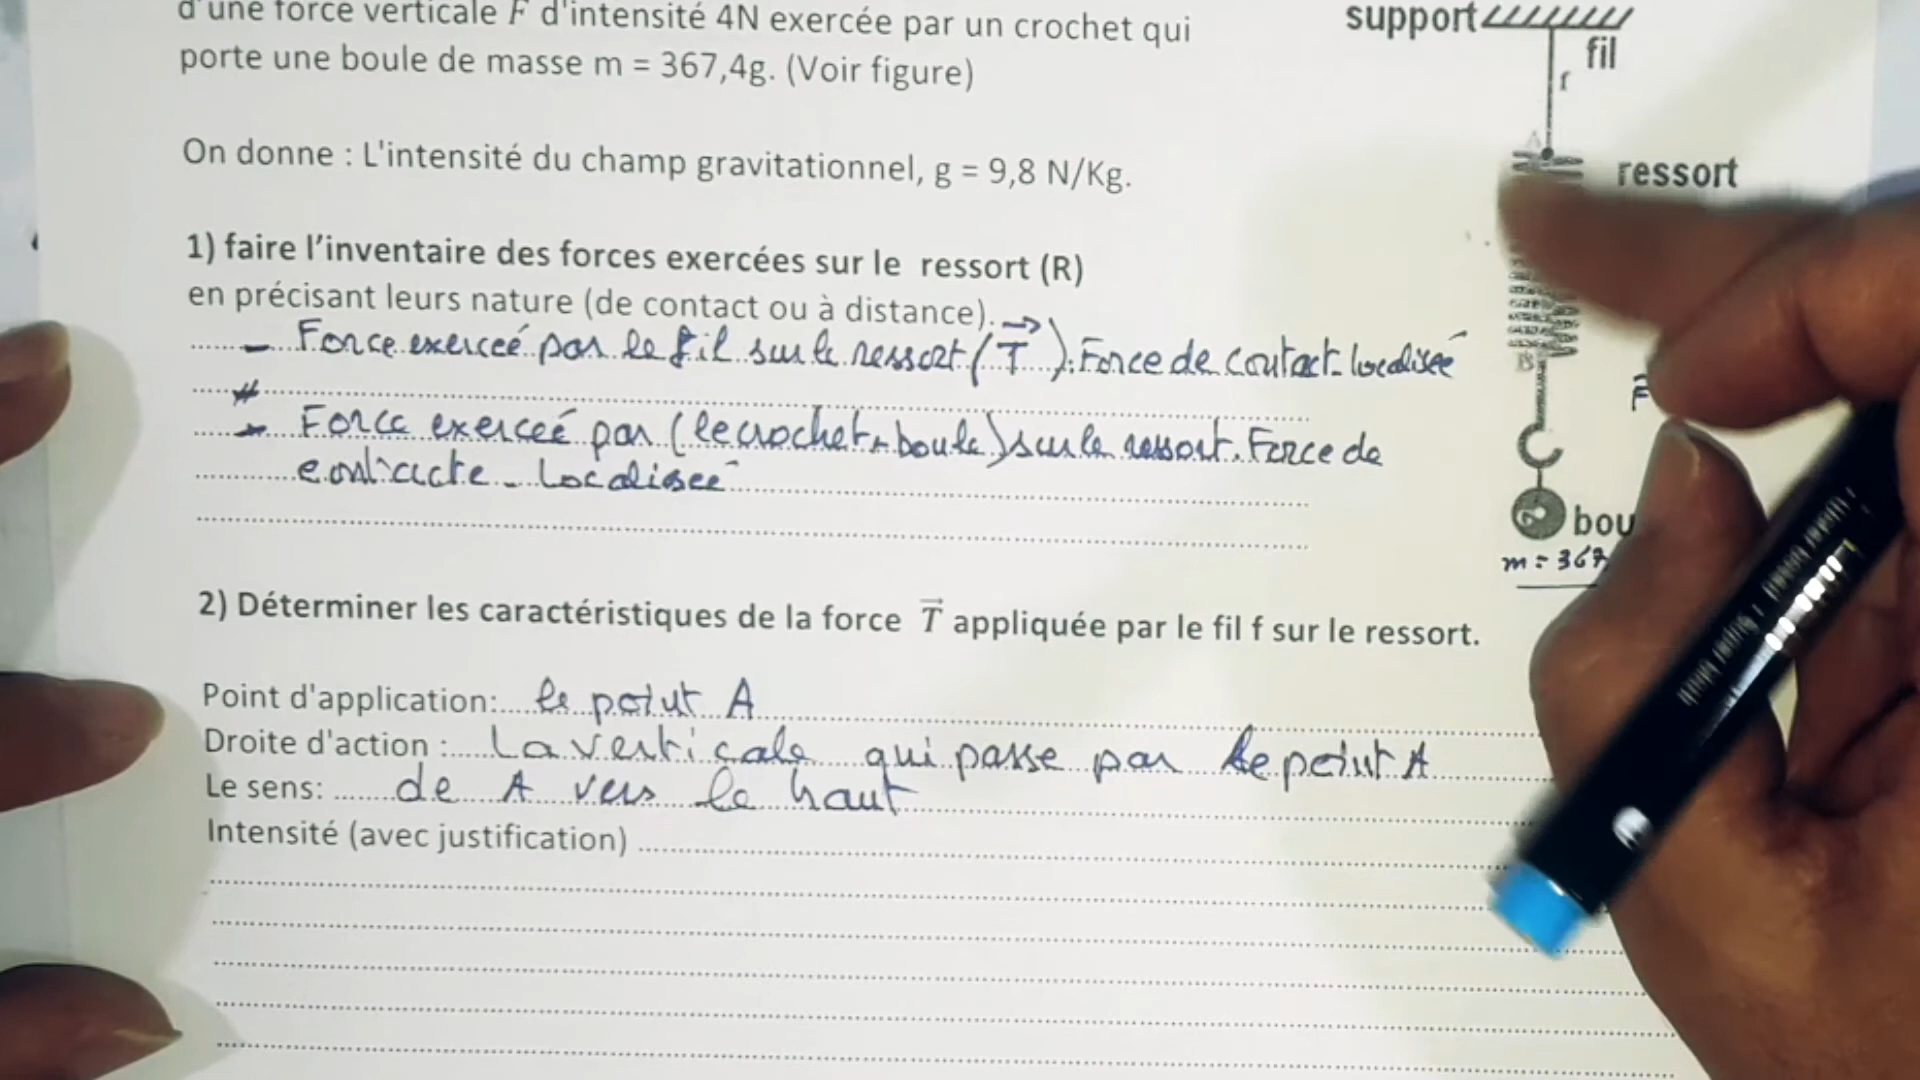 d'une force verticale F⃗ d'intensité 4N exercée par un crochet qui
porte une boule de masse m = 367,4g. (Voir figure)
On donne : L'intensité du champ gravitationnel, g = 9,8 N/Kg.
1) faire l'inventaire des forces exercées sur le ressort (R)
en précisant leurs nature (de contact ou à distance).
- Force exerceé par le fil sur le ressort (T⃗). Force de contact - localiseé
- Force exerceé par (le crochet + boule) sur le ressort. Force de
contacte - Localiseé
2) Déterminer les caractéristiques de la force T⃗ appliquée par le fil f sur le ressort.
Point d'application: le point A
Droite d'action : La verticale qui passe par le point A
Le sens: de A vers le haut
Intensité (avec justification)
support
fil
f
A
ressort
B
F⃗
bou
m = 367